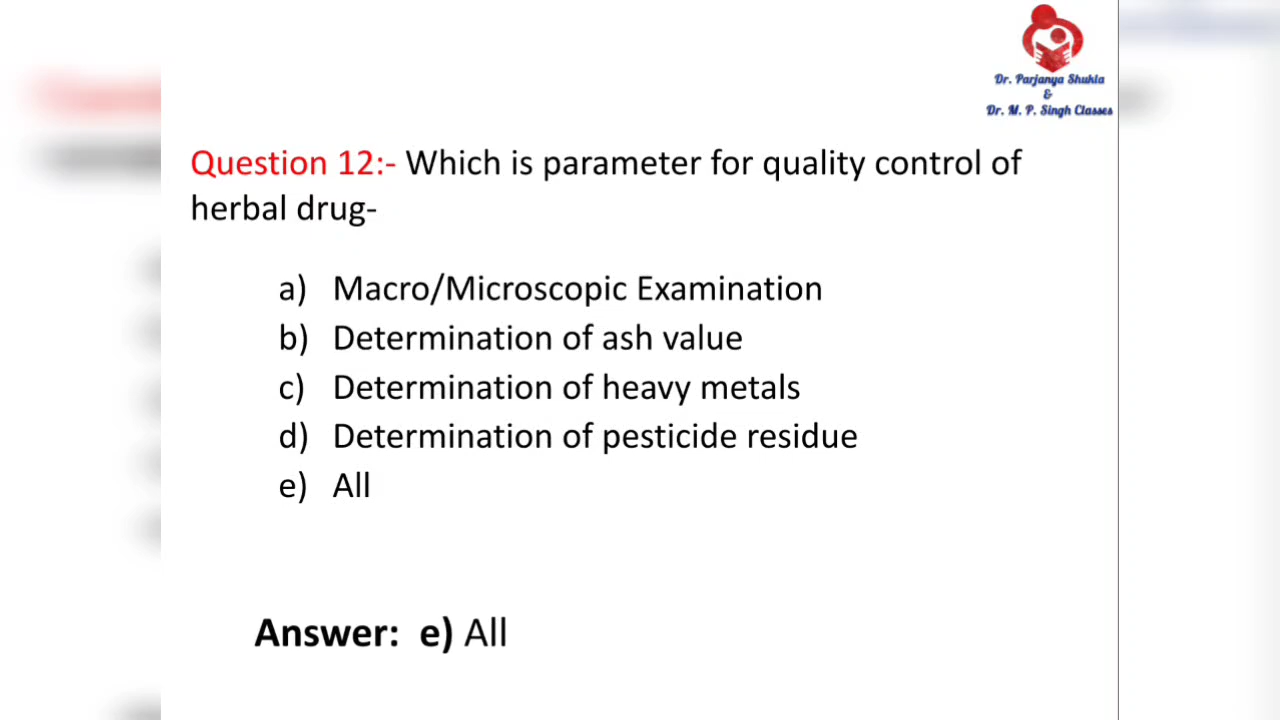 Dr. Parjanya Shukla
&
Dr. M. P. Singh Classes
Question 12:- Which is parameter for quality control of
herbal drug-
a) Macro/Microscopic Examination
b) Determination of ash value
c) Determination of heavy metals
d) Determination of pesticide residue
e) All
Answer: e) All